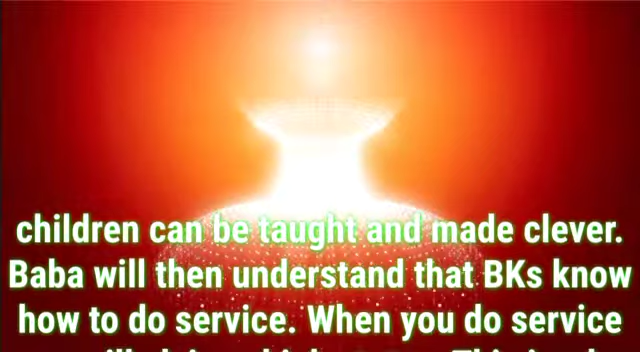 children can be taught and made clever.
Baba will then understand that BKs know
how to do service. When you do service